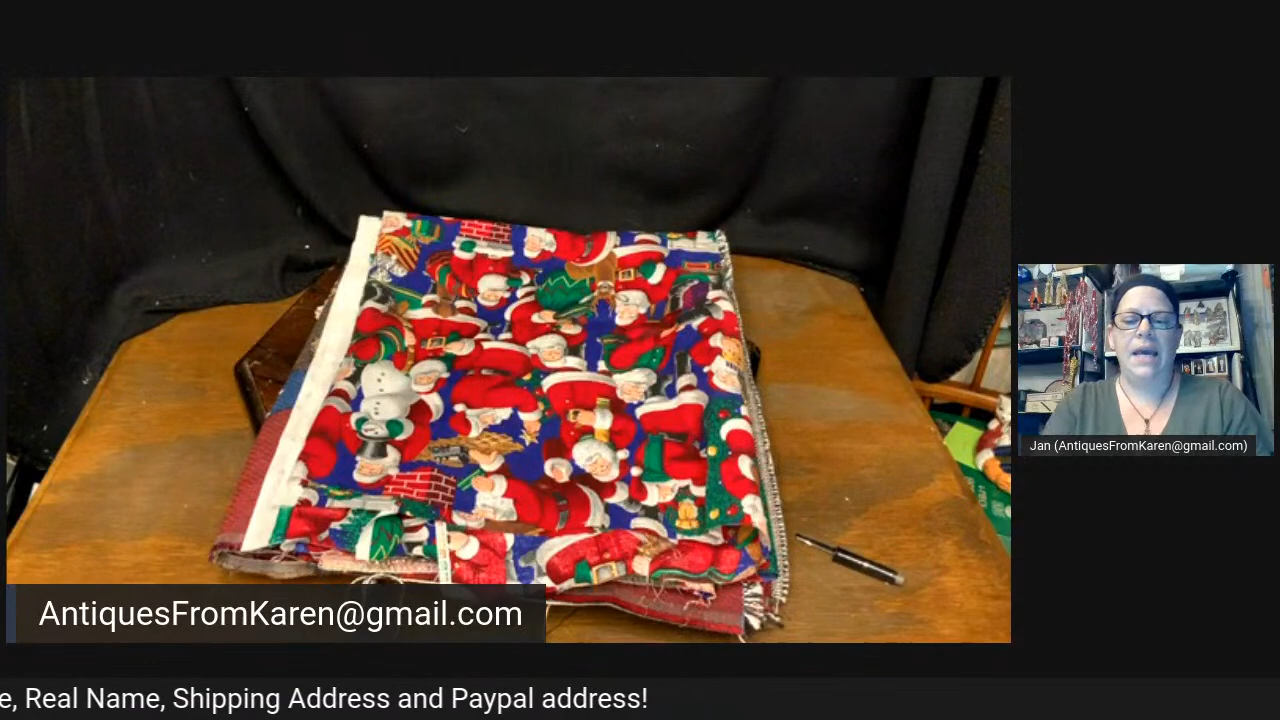 Jan (AntiquesFromKaren@gmail.com)
AntiquesFromKaren@gmail.com
e, Real Name, Shipping Address and Paypal address!